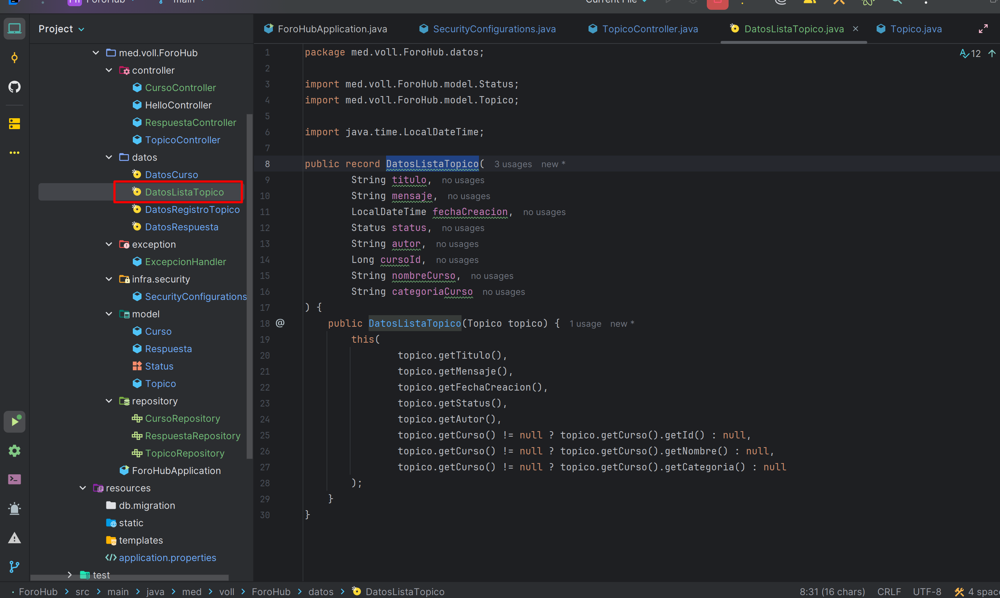 ForoHub main Current File
Project
ForoHubApplication.java SecurityConfigurations.java TopicoController.java DatosListaTopico.java Topico.java
med.voll.ForoHub
controller
CursoController
HelloController
RespuestaController
TopicoController
datos
DatosCurso
DatosListaTopico
DatosRegistroTopico
DatosRespuesta
exception
ExcepcionHandler
infra.security
SecurityConfigurations
model
Curso
Respuesta
Status
Topico
repository
CursoRepository
RespuestaRepository
TopicoRepository
ForoHubApplication
resources
db.migration
static
templates
application.properties
test
12
1 package med.voll.ForoHub.datos;
2
3 import med.voll.ForoHub.model.Status;
4 import med.voll.ForoHub.model.Topico;
5
6 import java.time.LocalDateTime;
7
8 public record DatosListaTopico( 3 usages new *
9 String titulo, no usages
10 String mensaje, no usages
11 LocalDateTime fechaCreacion, no usages
12 Status status, no usages
13 String autor, no usages
14 Long cursoId, no usages
15 String nombreCurso, no usages
16 String categoriaCurso no usages
17 ) {
18 @ public DatosListaTopico(Topico topico) { 1 usage new *
19 this(
20 topico.getTitulo(),
21 topico.getMensaje(),
22 topico.getFechaCreacion(),
23 topico.getStatus(),
24 topico.getAutor(),
25 topico.getCurso() != null ? topico.getCurso().getId() : null,
26 topico.getCurso() != null ? topico.getCurso().getNombre() : null,
27 topico.getCurso() != null ? topico.getCurso().getCategoria() : null
28 );
29 }
30 }
ForoHub > src > main > java > med > voll > ForoHub > datos > DatosListaTopico 8:31 (16 chars) CRLF UTF-8 4 spac